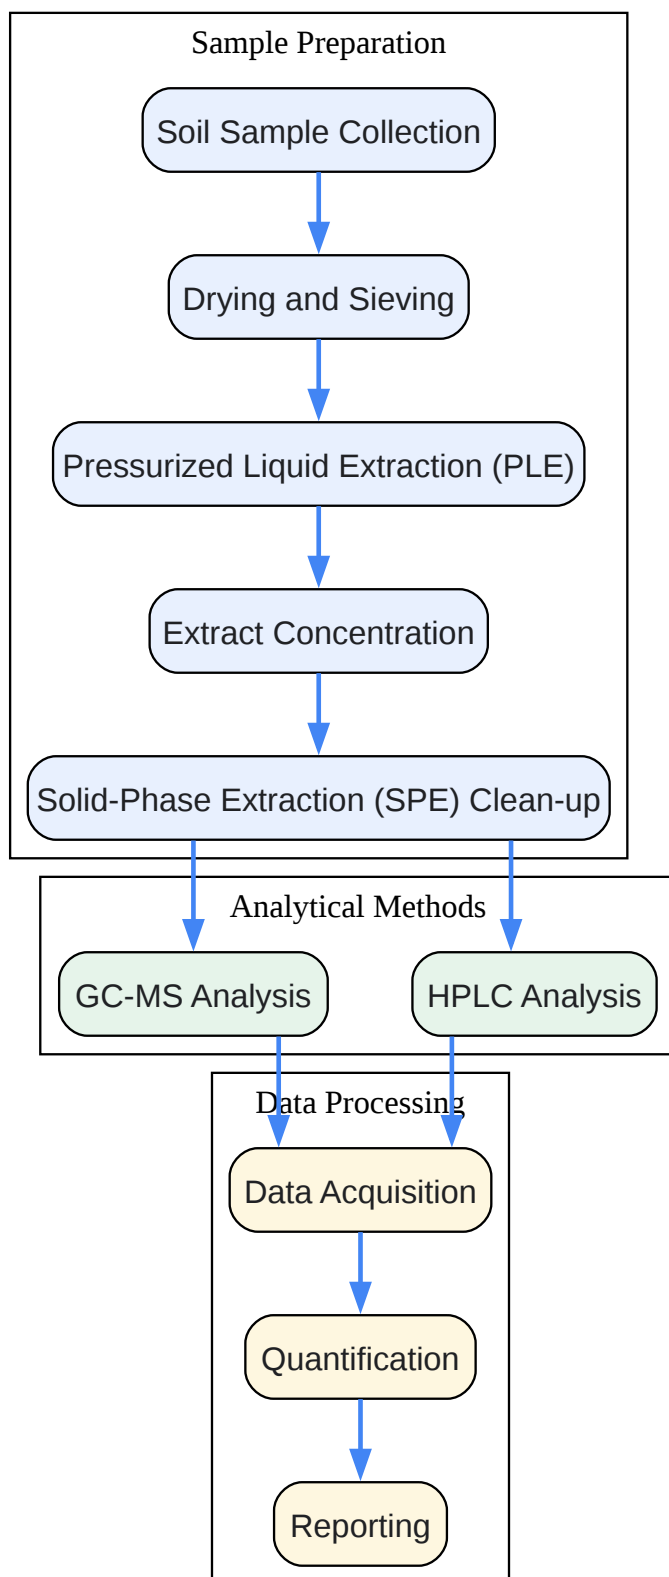 Sample Preparation
Soil Sample Collection
Drying and Sieving
Pressurized Liquid Extraction (PLE)
Extract Concentration
Solid-Phase Extraction (SPE) Clean-up
Analytical Methods
GC-MS Analysis
HPLC Analysis
Data Processing
Data Acquisition
Quantification
Reporting